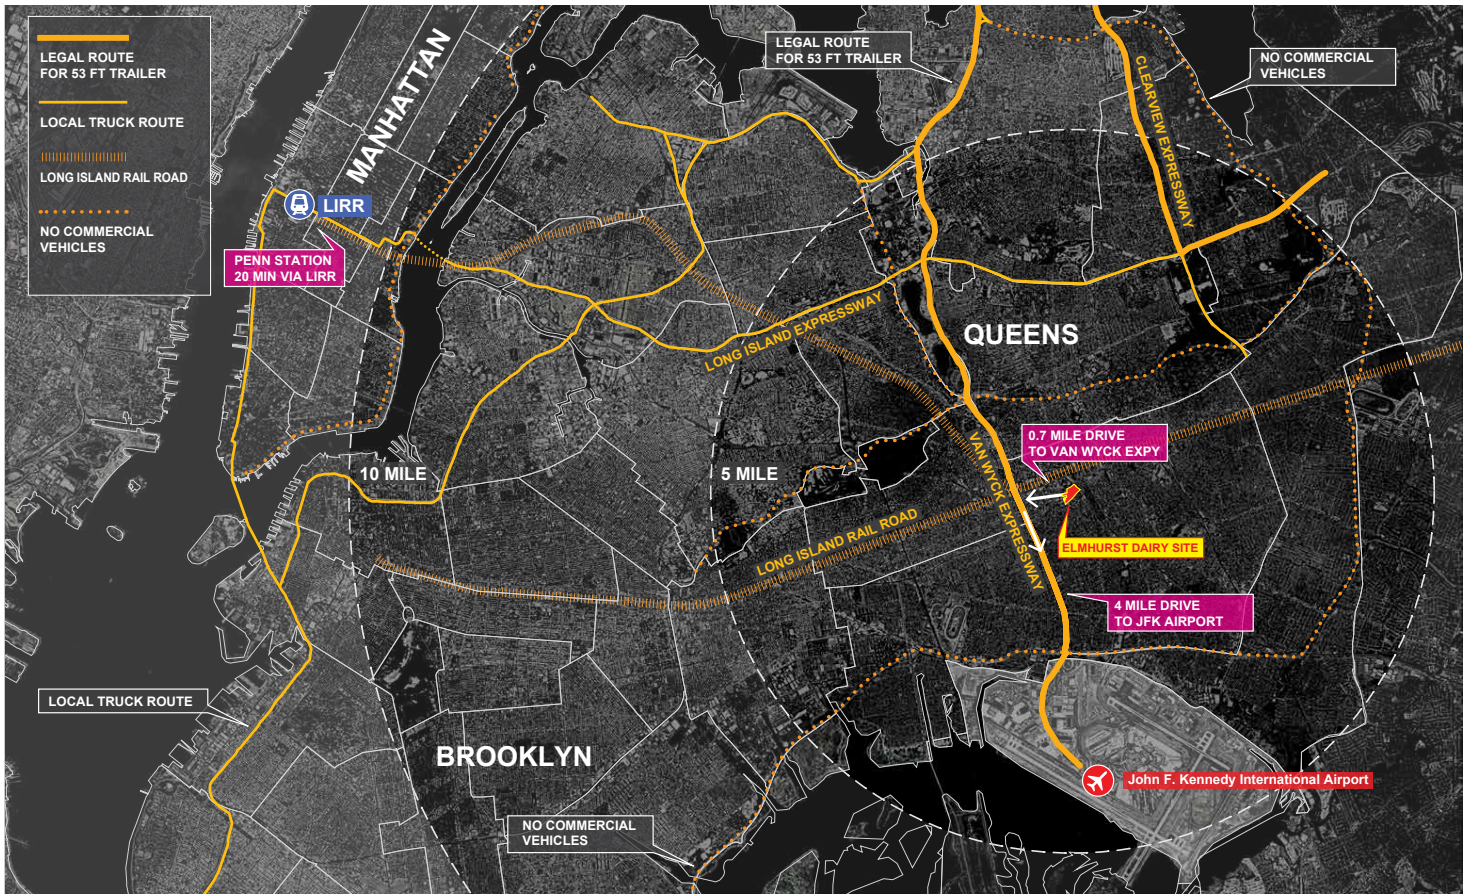 LEGAL ROUTE
FOR 53 FT TRAILER
LOCAL TRUCK ROUTE
LONG ISLAND RAIL ROAD
NO COMMERCIAL
VEHICLES
MANHATTAN
LIRR
PENN STATION
20 MIN VIA LIRR
LEGAL ROUTE
FOR 53 FT TRAILER
CLEARVIEW EXPRESSWAY
NO COMMERCIAL
VEHICLES
LONG ISLAND EXPRESSWAY
QUEENS
10 MILE
5 MILE
VAN WYCK EXPRESSWAY
0.7 MILE DRIVE
TO VAN WYCK EXPY
LONG ISLAND RAIL ROAD
ELMHURST DAIRY SITE
4 MILE DRIVE
TO JFK AIRPORT
LOCAL TRUCK ROUTE
BROOKLYN
John F. Kennedy International Airport
NO COMMERCIAL
VEHICLES